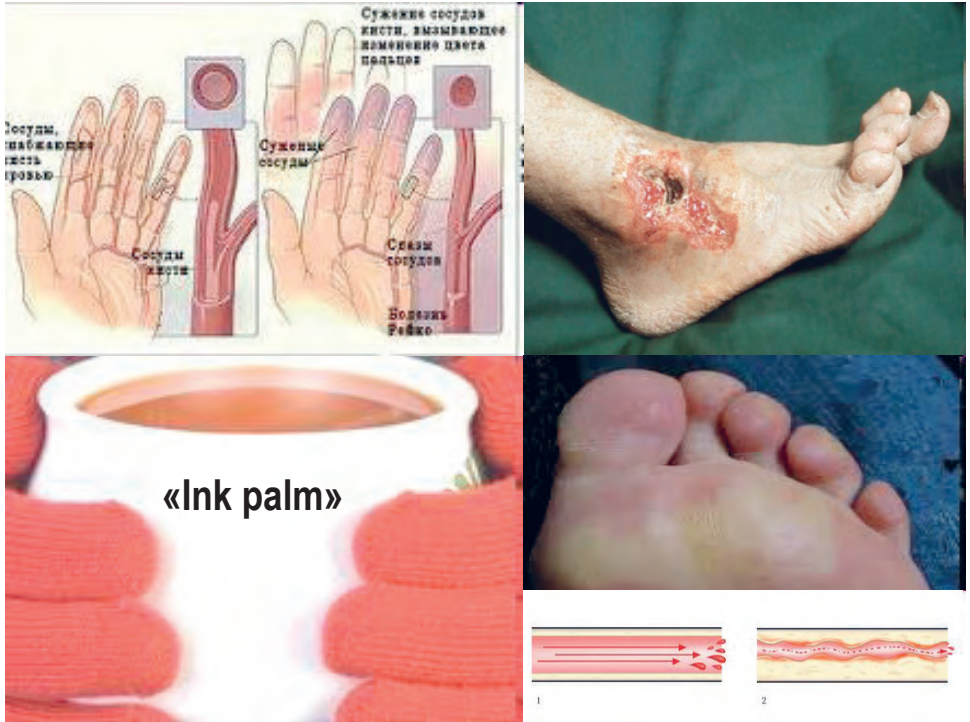 Сужение сосудов
кисти, вызывающее
изменение цвета
пальцев
Сосуды,
снабжающие
кисть
кровью
Суженые
сосуды
Сосуды
кисти
Спазы
сосудов
Болезнь
Рейно
«Ink palm»
1
2